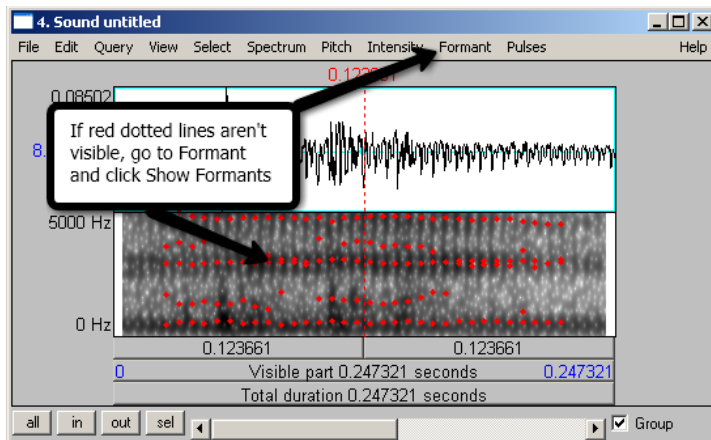 4. Sound untitled
File Edit Query View Select Spectrum Pitch Intensity Formant Pulses Help
0.08502
8.
If red dotted lines aren't
visible, go to Formant
and click Show Formants
5000 Hz
0 Hz
0.123661 0.123661
0 Visible part 0.247321 seconds 0.247321
Total duration 0.247321 seconds
all in out sel Group